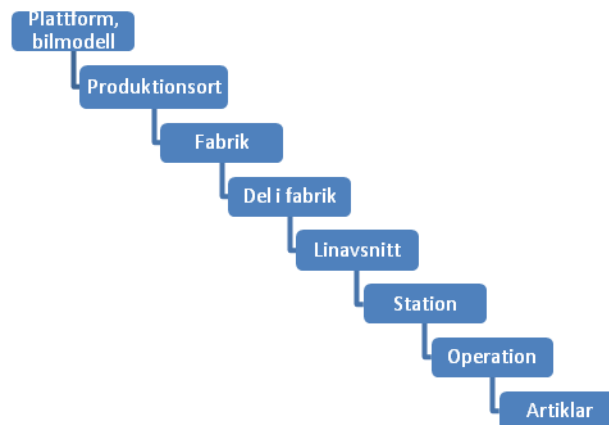 Plattform,
bilmodell
Produktionsort
Fabrik
Del i fabrik
Linavsnitt
Station
Operation
Artiklar